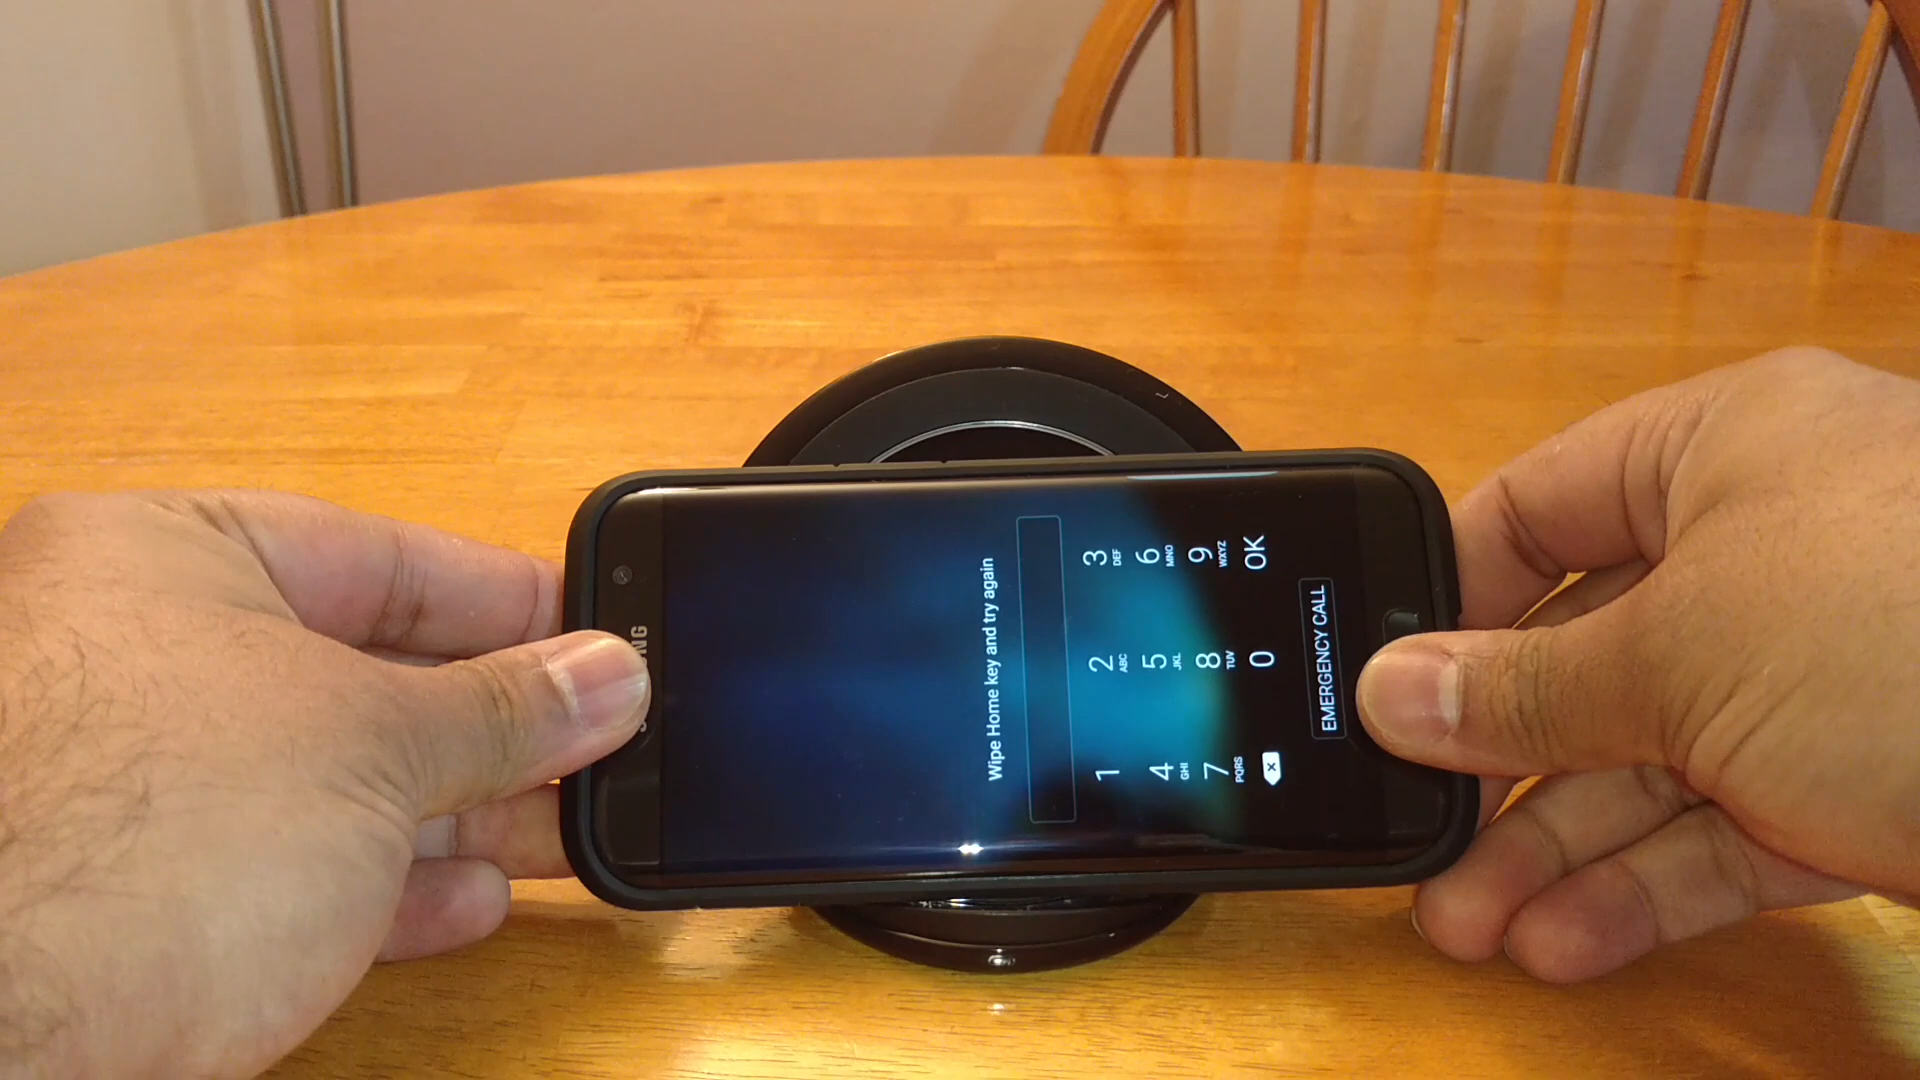 Wipe Home key and try again
1 2 ABC 3 DEF
4 GHI 5 JKL 6 MNO
7 PQRS 8 TUV 9 WXYZ
0 OK
EMERGENCY CALL